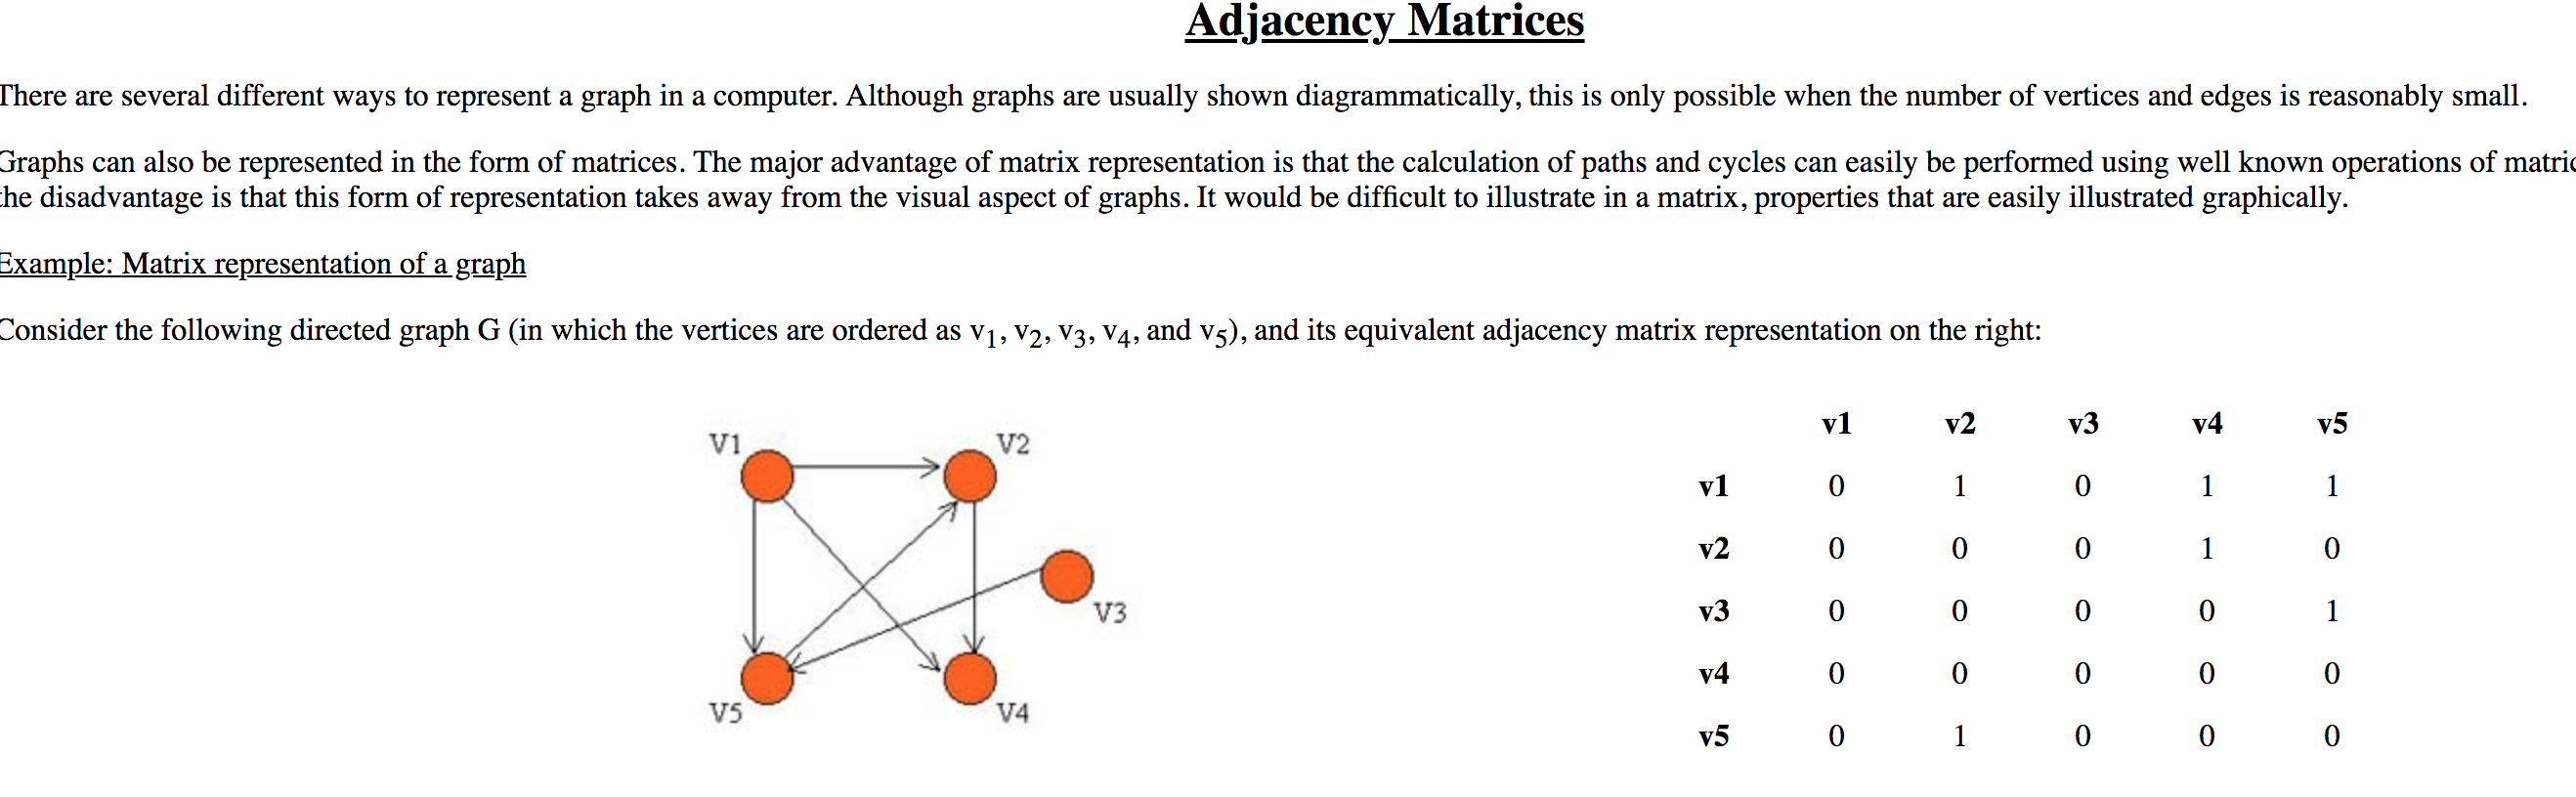 Adjacency Matrices
There are several different ways to represent a graph in a computer. Although graphs are usually shown diagrammatically, this is only possible when the number of vertices and edges is reasonably small.
Graphs can also be represented in the form of matrices. The major advantage of matrix representation is that the calculation of paths and cycles can easily be performed using well known operations of
the disadvantage is that this form of representation takes away from the visual aspect of graphs. It would be difficult to illustrate in a matrix, properties that are easily illustrated graphically.
Example: Matrix representation of a graph
Consider the following directed graph G (in which the vertices are ordered as v1, v2, v3, v4, and v5), and its equivalent adjacency matrix representation on the right:
V1 V2
V3
V5 V4
v1 v2 v3 v4 v5
v1 0 1 0 1 1
v2 0 0 0 1 0
v3 0 0 0 0 1
v4 0 0 0 0 0
v5 0 1 0 0 0